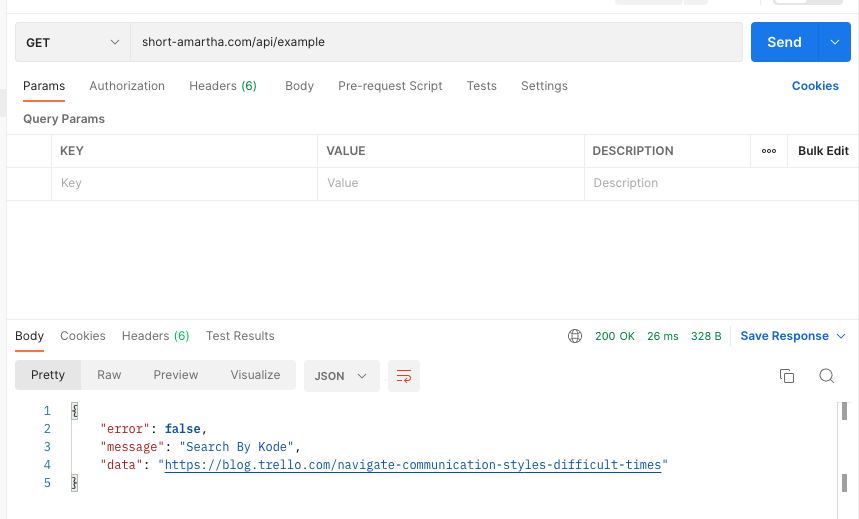 GET short-amartha.com/api/example Send
Params Authorization Headers (6) Body Pre-request Script Tests Settings Cookies
Query Params
KEY VALUE DESCRIPTION ooo Bulk Edit
Key Value Description
Body Cookies Headers (6) Test Results 200 OK 26 ms 328 B Save Response
Pretty Raw Preview Visualize JSON
1 {
2 "error": false,
3 "message": "Search By Kode",
4 "data": "https://blog.trello.com/navigate-communication-styles-difficult-times"
5 }